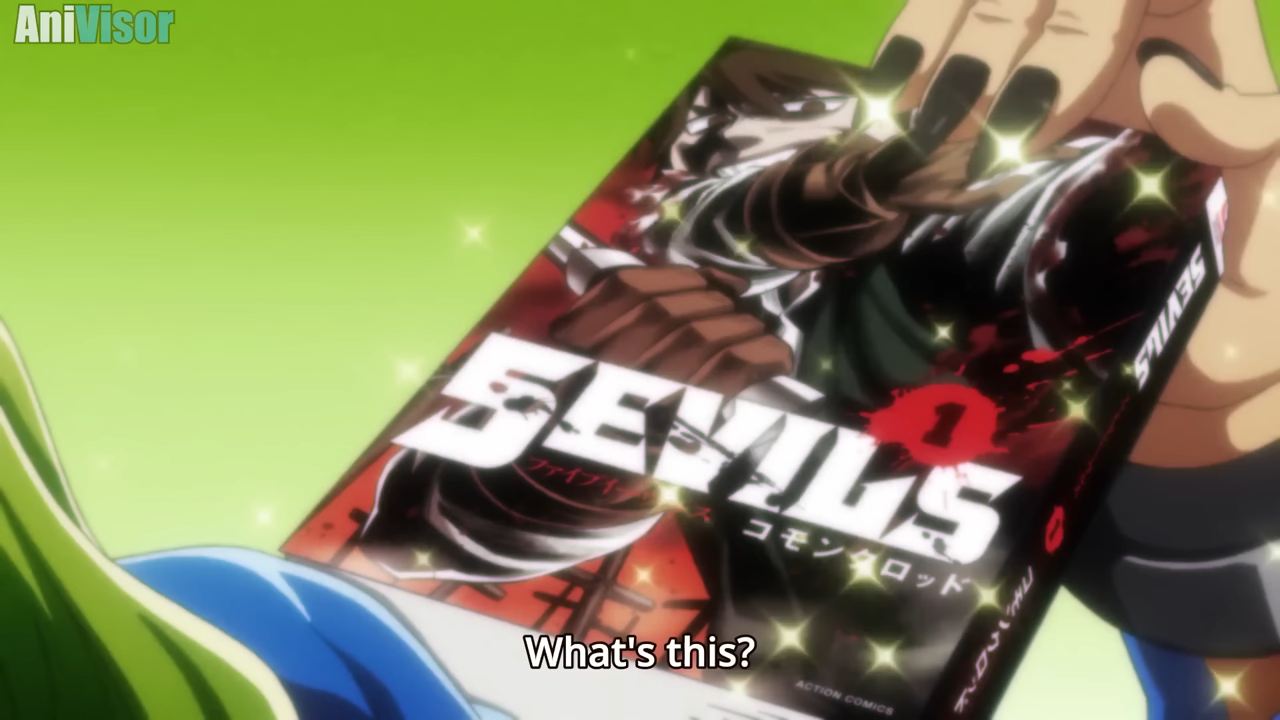 AniVisor
5EVILS
1
ファイブイービルス
コモンクロッド
ACTION COMICS
5EVILS
What's this?